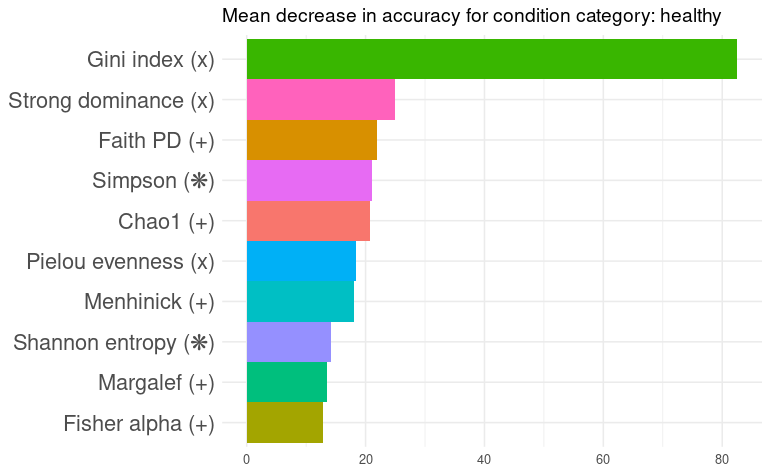 Mean decrease in accuracy for condition category: healthy
Gini index (x)
Strong dominance (x)
Faith PD (+)
Simpson (❋)
Chao1 (+)
Pielou evenness (x)
Menhinick (+)
Shannon entropy (❋)
Margalef (+)
Fisher alpha (+)
0 20 40 60 80